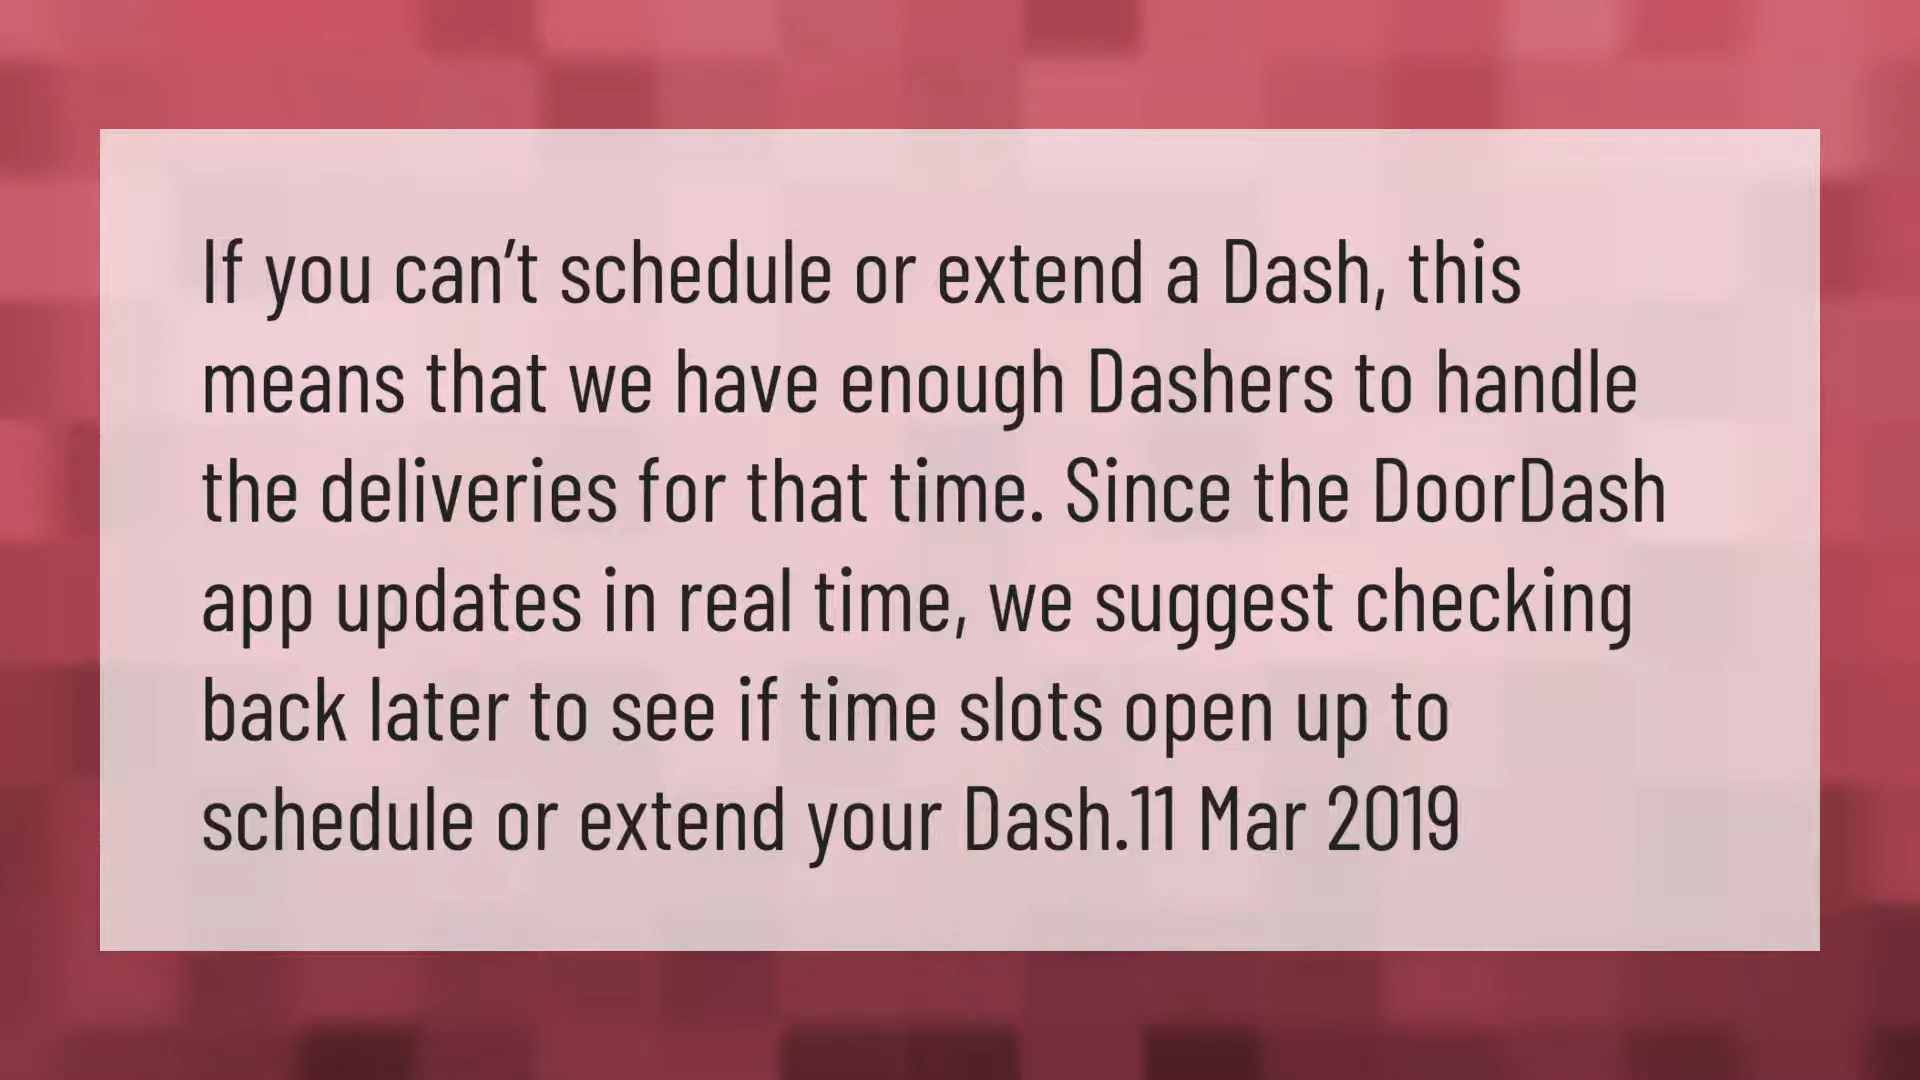 If you can’t schedule or extend a Dash, this
means that we have enough Dashers to handle
the deliveries for that time. Since the DoorDash
app updates in real time, we suggest checking
back later to see if time slots open up to
schedule or extend your Dash.11 Mar 2019